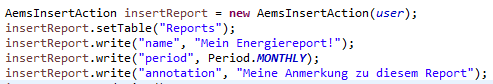 AemsInsertAction insertReport = new AemsInsertAction(user);
insertReport.setTable("Reports");
insertReport.write("name", "Mein Energiereport!");
insertReport.write("period", Period.MONTHLY);
insertReport.write("annotation", "Meine Anmerkung zu diesem Report");